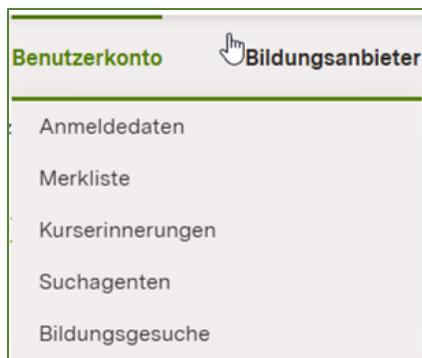 Benutzerkonto Bildungsanbieter
Anmeldedaten
Merkliste
Kurserinnerungen
Suchagenten
Bildungsgesuche